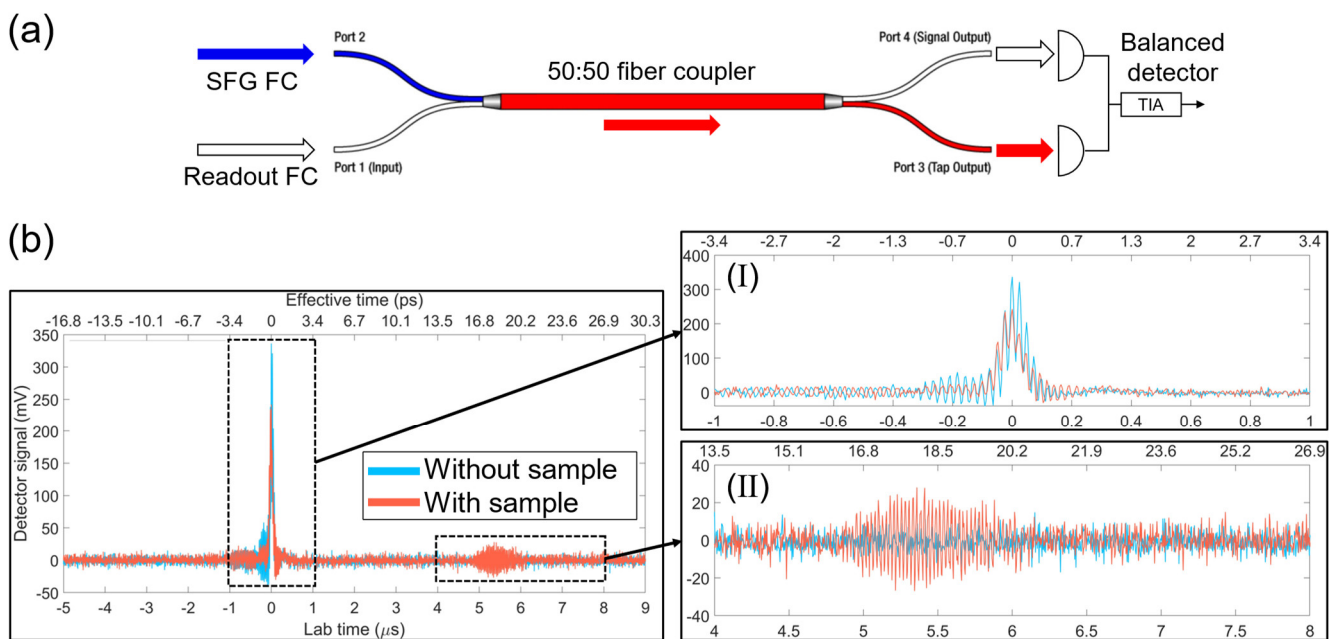 (a)
Port 2
SFG FC
50:50 fiber coupler
Port 4 (Signal Output)
Balanced
detector
TIA
Readout FC
Port 1 (Input)
Port 3 (Tap Output)
(b)
Effective time (ps)
-16.8 -13.5 -10.1 -6.7 -3.4 0 3.4 6.7 10.1 13.5 16.8 20.2 23.6 26.9 30.3
350
300
250
200
150
100
50
0
-50
Detector signal (mV)
Without sample
With sample
-5 -4 -3 -2 -1 0 1 2 3 4 5 6 7 8 9
Lab time (μs)
-3.4 -2.7 -2 -1.3 -0.7 0 0.7 1.3 2 2.7 3.4
400
300
200
100
0
(I)
-1 -0.8 -0.6 -0.4 -0.2 0 0.2 0.4 0.6 0.8 1
13.5 15.1 16.8 18.5 20.2 21.9 23.6 25.2 26.9
40
20
0
-20
-40
(II)
4 4.5 5 5.5 6 6.5 7 7.5 8